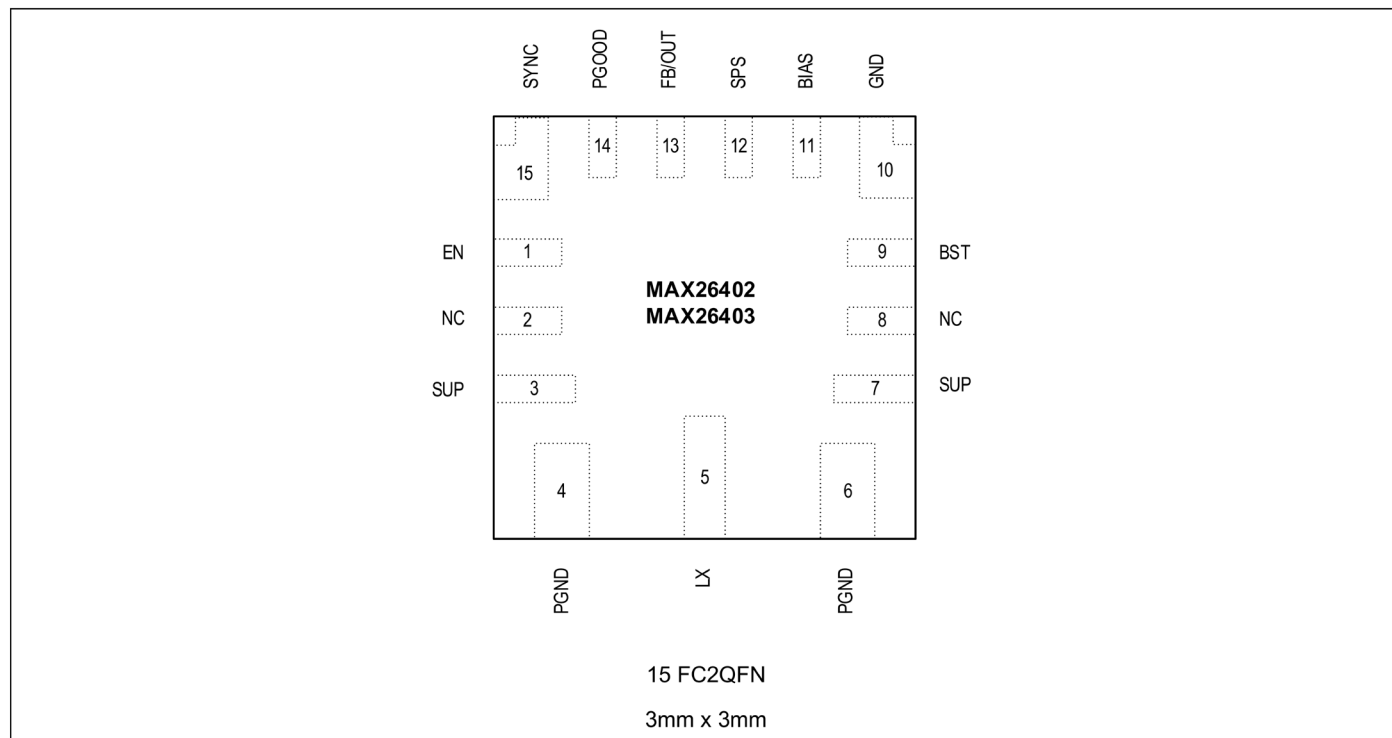 SYNC PGOOD FB/OUT SPS BIAS GND
15 14 13 12 11 10
EN 1 9 BST
MAX26402
MAX26403
NC 2 8 NC
SUP 3 7 SUP
4 5 6
PGND LX PGND
15 FC2QFN
3mm x 3mm